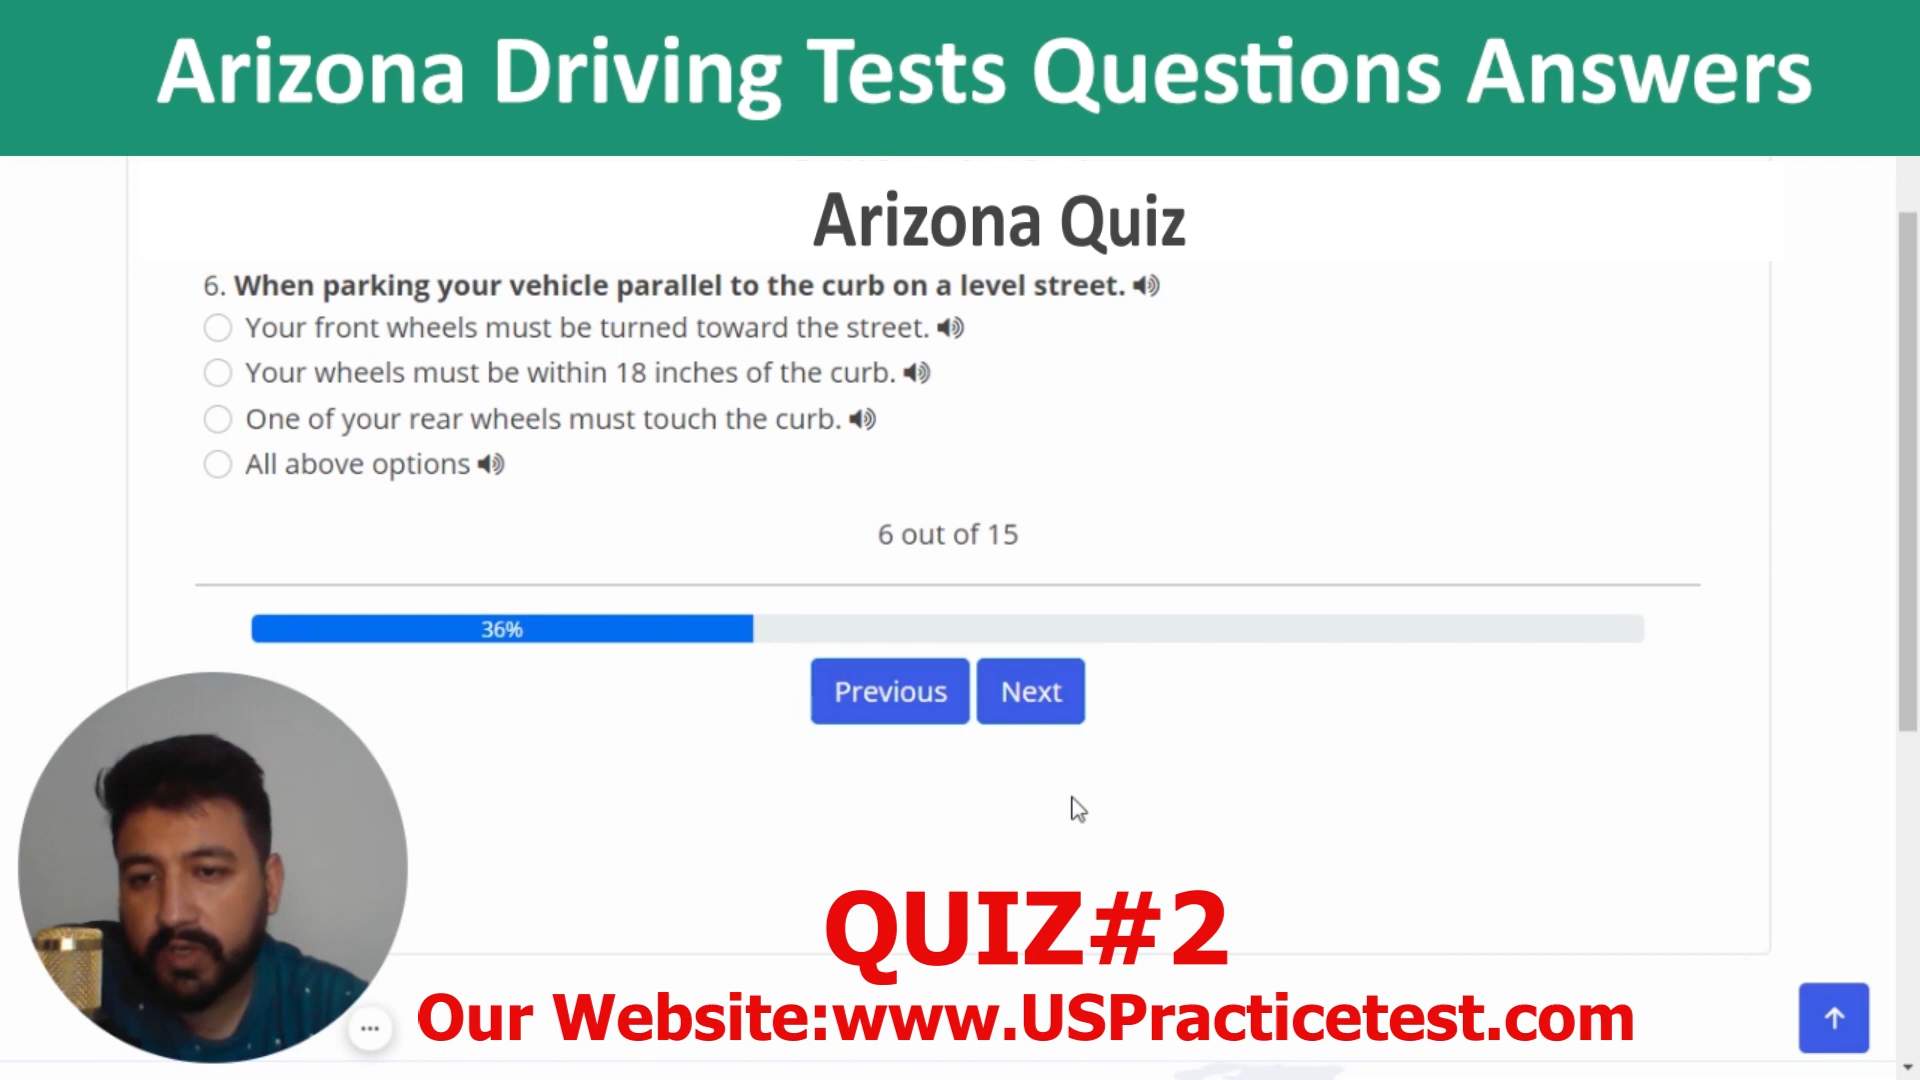 Arizona Driving Tests Questions Answers
Arizona Quiz
6. When parking your vehicle parallel to the curb on a level street.
Your front wheels must be turned toward the street.
Your wheels must be within 18 inches of the curb.
One of your rear wheels must touch the curb.
All above options
6 out of 15
36%
Previous Next
QUIZ#2
Our Website:www.USPracticetest.com